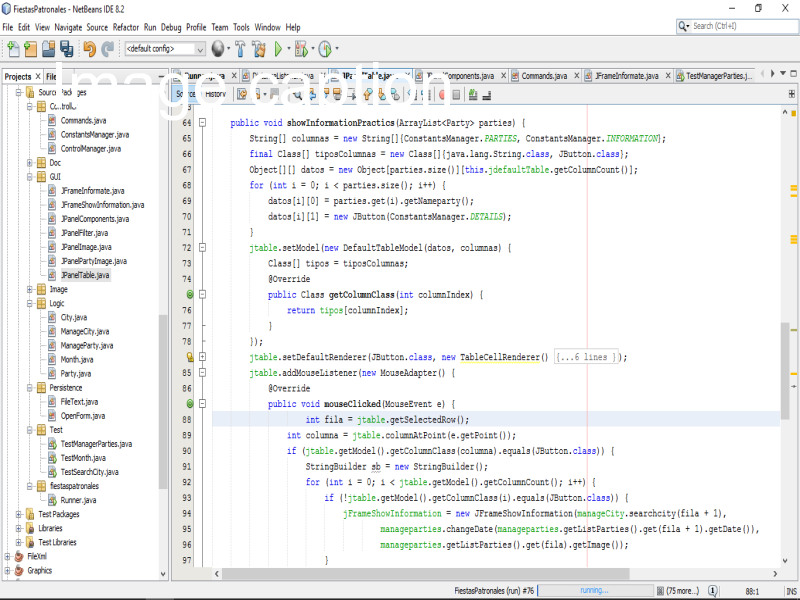 FiestasPatronales - NetBeans IDE 8.2
File Edit View Navigate Source Refactor Run Debug Profile Team Tools Window Help
Search (Ctrl+I)
<default config>
Projects × File
Commands.java × JFrameInformate.java × TestManagerParties.j...
Image caution
Source History
Source Packages
Commands.java
ConstantsManager.java
ControlManager.java
Doc
GUI
JFrameInformate.java
JFrameShowInformation.java
JPanelComponents.java
JPanelFilter.java
JPanelImage.java
JPanelPartyImage.java
JPanelTable.java
Image
Logic
City.java
ManageCity.java
ManageParty.java
Month.java
Party.java
Persistence
FileText.java
OpenForm.java
Test
TestManagerParties.java
TestMonth.java
TestSearchCity.java
fiestaspatronales
Runner.java
Test Packages
Libraries
Test Libraries
FileXml
Graphics
64 public void showInformationPractics(ArrayList<Party> parties) {
65 String[] columnas = new String[]{ConstantsManager.PARTIES, ConstantsManager.INFORMATION};
66 final Class[] tiposColumnas = new Class[]{java.lang.String.class, JButton.class};
67 Object[][] datos = new Object[parties.size()][this.jdefaultTable.getColumnCount()];
68 for (int i = 0; i < parties.size(); i++) {
69 datos[i][0] = parties.get(i).getNameparty();
70 datos[i][1] = new JButton(ConstantsManager.DETAILS);
71 }
72 jtable.setModel(new DefaultTableModel(datos, columnas) {
73 Class[] tipos = tiposColumnas;
74 @Override
public Class getColumnClass(int columnIndex) {
76 return tipos[columnIndex];
77 }
78 });
jtable.setDefaultRenderer(JButton.class, new TableCellRenderer() {...6 lines });
85 jtable.addMouseListener(new MouseAdapter() {
86 @Override
public void mouseClicked(MouseEvent e) {
88 int fila = jtable.getSelectedRow();
89 int columna = jtable.columnAtPoint(e.getPoint());
90 if (jtable.getModel().getColumnClass(columna).equals(JButton.class)) {
91 StringBuilder sb = new StringBuilder();
92 for (int i = 0; i < jtable.getModel().getColumnCount(); i++) {
93 if (!jtable.getModel().getColumnClass(i).equals(JButton.class)) {
94 jFrameShowInformation = new JFrameShowInformation(manageCity.searchcity(fila + 1),
95 manageparties.changeDate(manageparties.getListParties().get(fila + 1).getDate()),
96 manageparties.getListParties().get(fila).getImage());
97 }
FiestasPatronales (run) #76 running... (75 more...) 1 88:1 INS